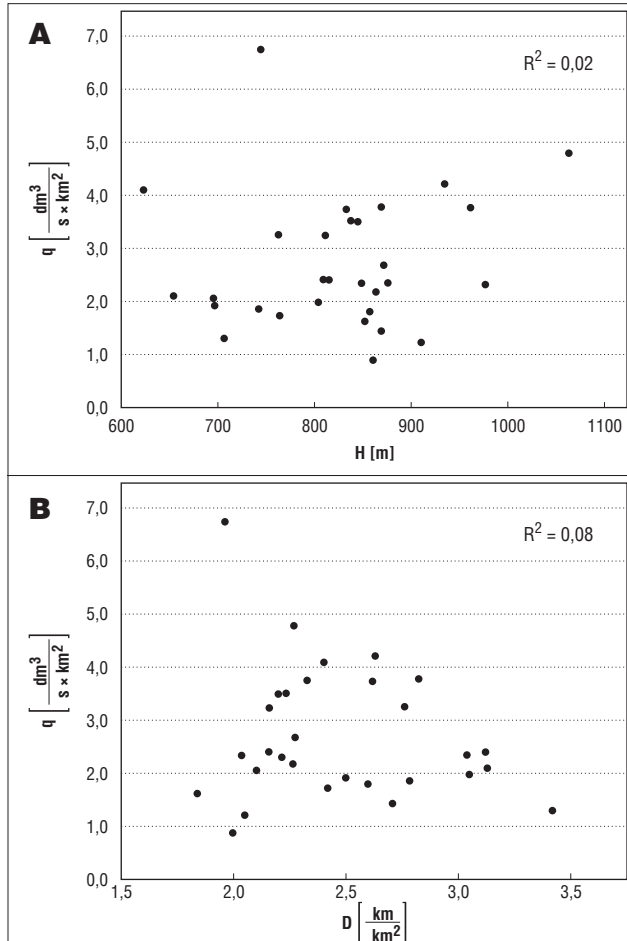 A
7,0
R² = 0,02
6,0
5,0
4,0
3,0
2,0
1,0
0,0
q [ dm³ / s × km² ]
600 700 800 900 1000 1100
H [m]
B
7,0
R² = 0,08
6,0
5,0
4,0
3,0
2,0
1,0
0,0
q [ dm³ / s × km² ]
1,5 2,0 2,5 3,0 3,5
D [ km / km² ]